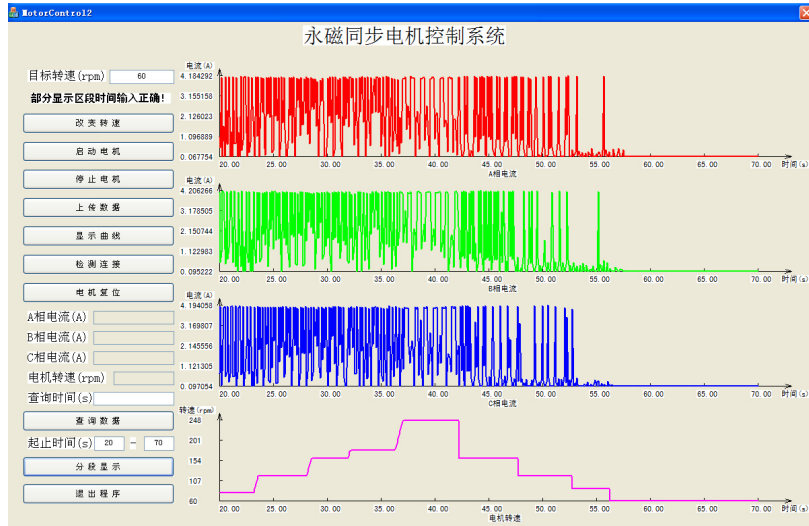 MotorControl2
永磁同步电机控制系统
目标转速(rpm) 60
部分显示区段时间输入正确!
改变转速
启动电机
停止电机
上传数据
显示曲线
检测连接
电机复位
A相电流(A)
B相电流(A)
C相电流(A)
电机转速(rpm)
查询时间(s)
查询数据
起止时间(s) 20 - 70
分段显示
退出程序
电流(A)
4.184292
3.155158
2.126023
1.096889
0.067754
20.00 25.00 30.00 35.00 40.00 45.00 50.00 55.00 60.00 65.00 70.00 时间(s)
A相电流
电流(A)
4.206266
3.178505
2.150744
1.122983
0.095222
20.00 25.00 30.00 35.00 40.00 45.00 50.00 55.00 60.00 65.00 70.00 时间(s)
B相电流
电流(A)
4.194058
3.169807
2.145556
1.121305
0.097054
20.00 25.00 30.00 35.00 40.00 45.00 50.00 55.00 60.00 65.00 70.00 时间(s)
C相电流
转速(rpm)
248
201
154
107
60
20.00 25.00 30.00 35.00 40.00 45.00 50.00 55.00 60.00 65.00 70.00 时间(s)
电机转速